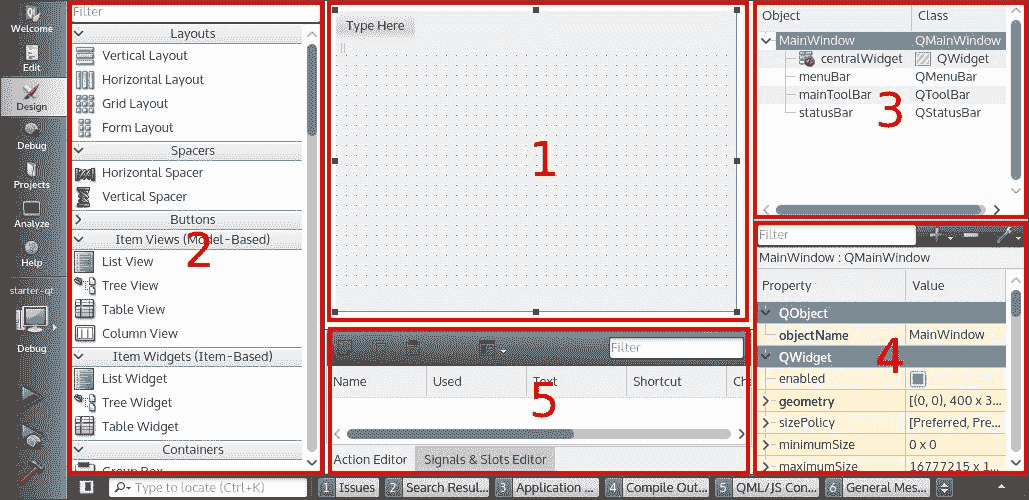 Welcome
Edit
Design
Debug
Projects
Analyze
Help
starter-qt
Debug
Filter
Layouts
Vertical Layout
Horizontal Layout
Grid Layout
Form Layout
Spacers
Horizontal Spacer
Vertical Spacer
Buttons
Item Views (Model-Based)
2
List View
Tree View
Table View
Column View
Item Widgets (Item-Based)
List Widget
Tree Widget
Table Widget
Containers
Group Box
Type Here
1
Filter
Name Used Text Shortcut Che
5
Action Editor Signals & Slots Editor
Object Class
MainWindow QMainWindow
centralWidget QWidget
menuBar QMenuBar
mainToolBar QToolBar
3
statusBar QStatusBar
Filter
MainWindow : QMainWindow
Property Value
QObject
objectName MainWindow
4
QWidget
enabled
geometry [(0, 0), 400 x 3...
sizePolicy [Preferred, Pre...
minimumSize 0 x 0
maximumSize 16777215 x 1...
Type to locate (Ctrl+K) 1 Issues 2 Search Resul... 3 Application ... 4 Compile Out... 5 QML/JS Con... 6 General Mes...